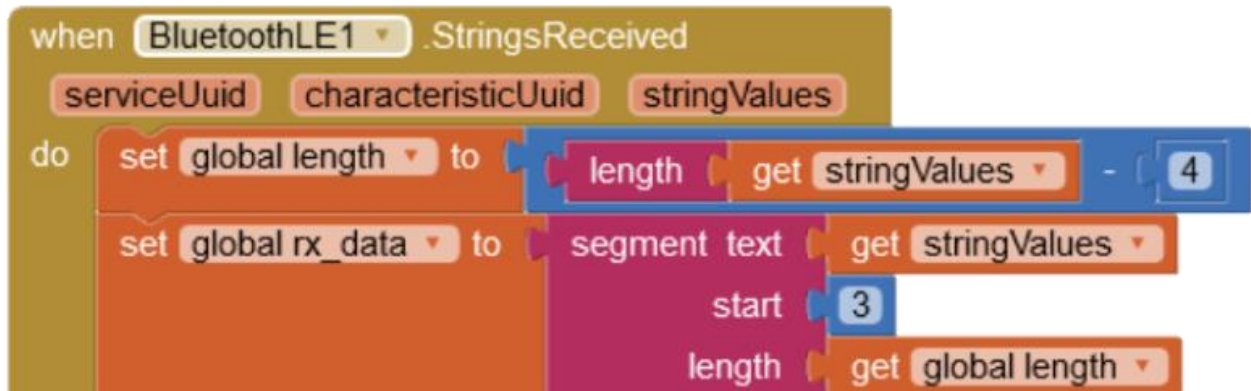 when BluetoothLE1 .StringsReceived
serviceUuid characteristicUuid stringValues
do set global length to length get stringValues - 4
set global rx_data to segment text get stringValues
start 3
length get global length